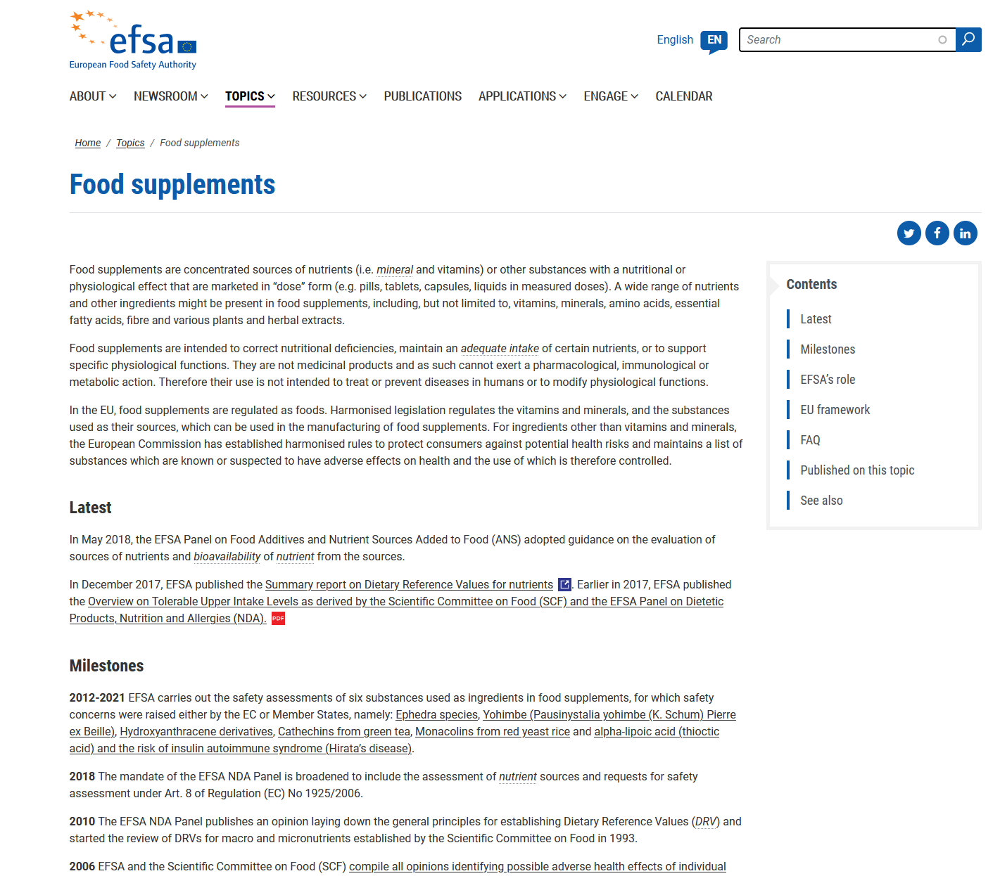 efsa
European Food Safety Authority
English EN Search
ABOUT NEWSROOM TOPICS RESOURCES PUBLICATIONS APPLICATIONS ENGAGE CALENDAR
Home / Topics / Food supplements
Food supplements
Food supplements are concentrated sources of nutrients (i.e. mineral and vitamins) or other substances with a nutritional or
physiological effect that are marketed in “dose” form (e.g. pills, tablets, capsules, liquids in measured doses). A wide range of nutrients
and other ingredients might be present in food supplements, including, but not limited to, vitamins, minerals, amino acids, essential
fatty acids, fibre and various plants and herbal extracts.
Food supplements are intended to correct nutritional deficiencies, maintain an adequate intake of certain nutrients, or to support
specific physiological functions. They are not medicinal products and as such cannot exert a pharmacological, immunological or
metabolic action. Therefore their use is not intended to treat or prevent diseases in humans or to modify physiological functions.
In the EU, food supplements are regulated as foods. Harmonised legislation regulates the vitamins and minerals, and the substances
used as their sources, which can be used in the manufacturing of food supplements. For ingredients other than vitamins and minerals,
the European Commission has established harmonised rules to protect consumers against potential health risks and maintains a list of
substances which are known or suspected to have adverse effects on health and the use of which is therefore controlled.
Latest
In May 2018, the EFSA Panel on Food Additives and Nutrient Sources Added to Food (ANS) adopted guidance on the evaluation of
sources of nutrients and bioavailability of nutrient from the sources.
In December 2017, EFSA published the Summary report on Dietary Reference Values for nutrients . Earlier in 2017, EFSA published
the Overview on Tolerable Upper Intake Levels as derived by the Scientific Committee on Food (SCF) and the EFSA Panel on Dietetic
Products, Nutrition and Allergies (NDA). PDF
Milestones
2012-2021 EFSA carries out the safety assessments of six substances used as ingredients in food supplements, for which safety
concerns were raised either by the EC or Member States, namely: Ephedra species, Yohimbe (Pausinystalia yohimbe (K. Schum) Pierre
ex Beille), Hydroxyanthracene derivatives, Cathechins from green tea, Monacolins from red yeast rice and alpha-lipoic acid (thioctic
acid) and the risk of insulin autoimmune syndrome (Hirata’s disease).
2018 The mandate of the EFSA NDA Panel is broadened to include the assessment of nutrient sources and requests for safety
assessment under Art. 8 of Regulation (EC) No 1925/2006.
2010 The EFSA NDA Panel publishes an opinion laying down the general principles for establishing Dietary Reference Values (DRV) and
started the review of DRVs for macro and micronutrients established by the Scientific Committee on Food in 1993.
2006 EFSA and the Scientific Committee on Food (SCF) compile all opinions identifying possible adverse health effects of individual
Contents
Latest
Milestones
EFSA’s role
EU framework
FAQ
Published on this topic
See also